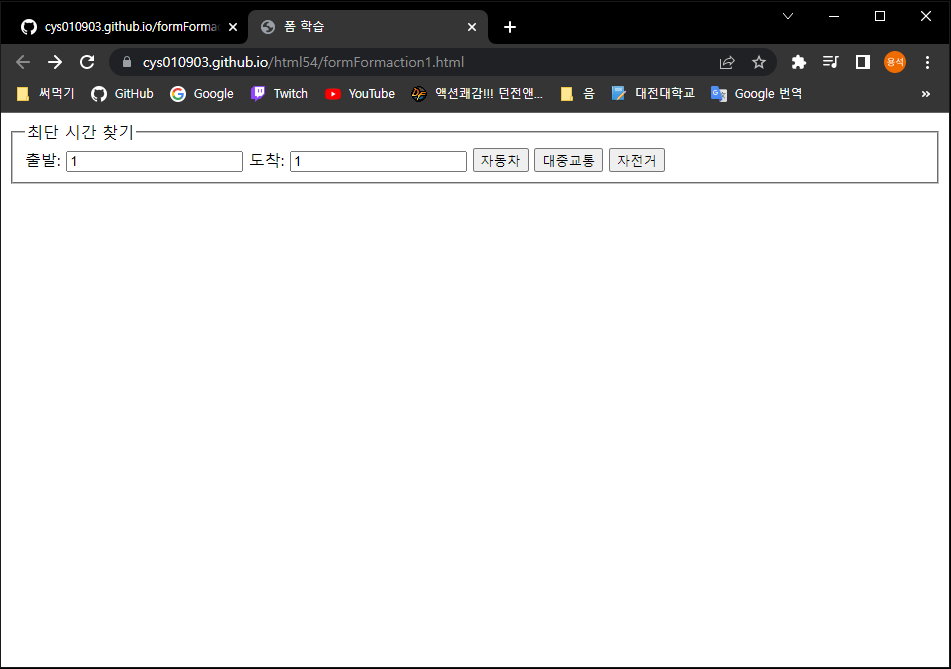 cys010903.github.io/formFormac
폼 학습
cys010903.github.io/html54/formFormaction1.html
용석
써먹기 GitHub Google Twitch YouTube 액션쾌감!!! 던전앤... 음 대전대학교 Google 번역 »
최단 시간 찾기
출발: 1 도착: 1 자동차 대중교통 자전거